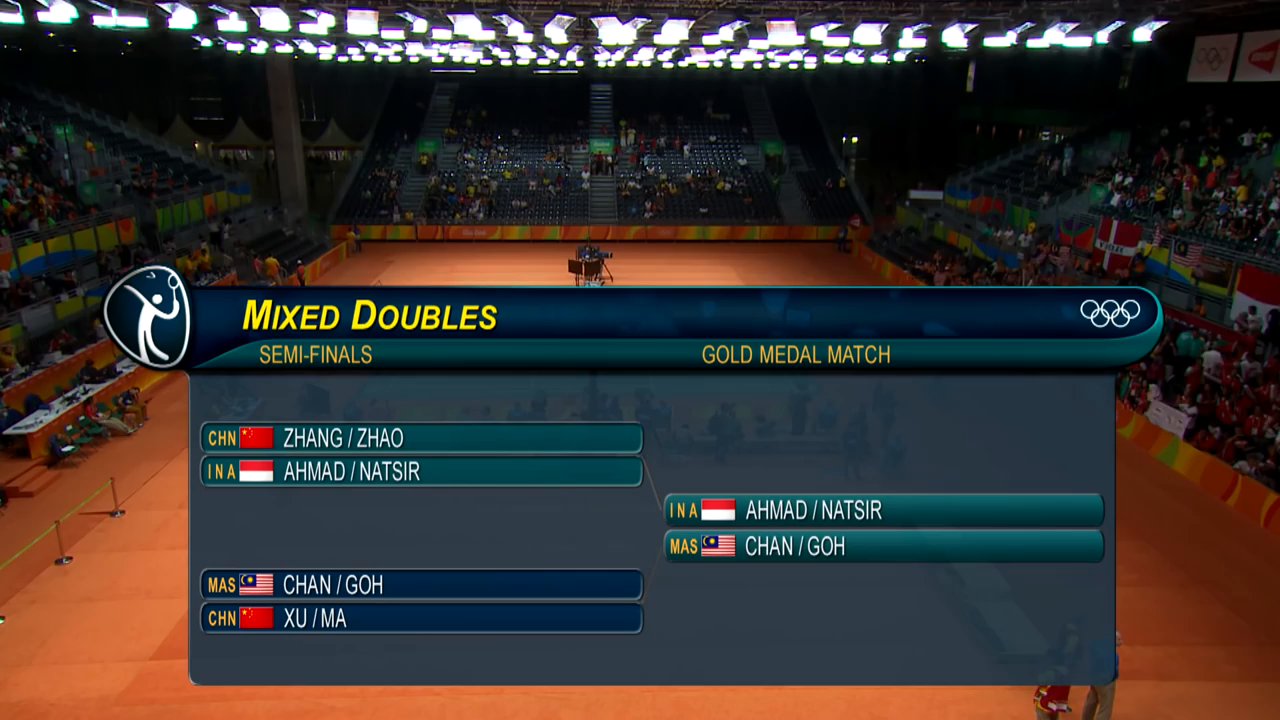 MIXED DOUBLES
SEMI-FINALS
GOLD MEDAL MATCH
CHN ZHANG / ZHAO
INA AHMAD / NATSIR
INA AHMAD / NATSIR
MAS CHAN / GOH
MAS CHAN / GOH
CHN XU / MA